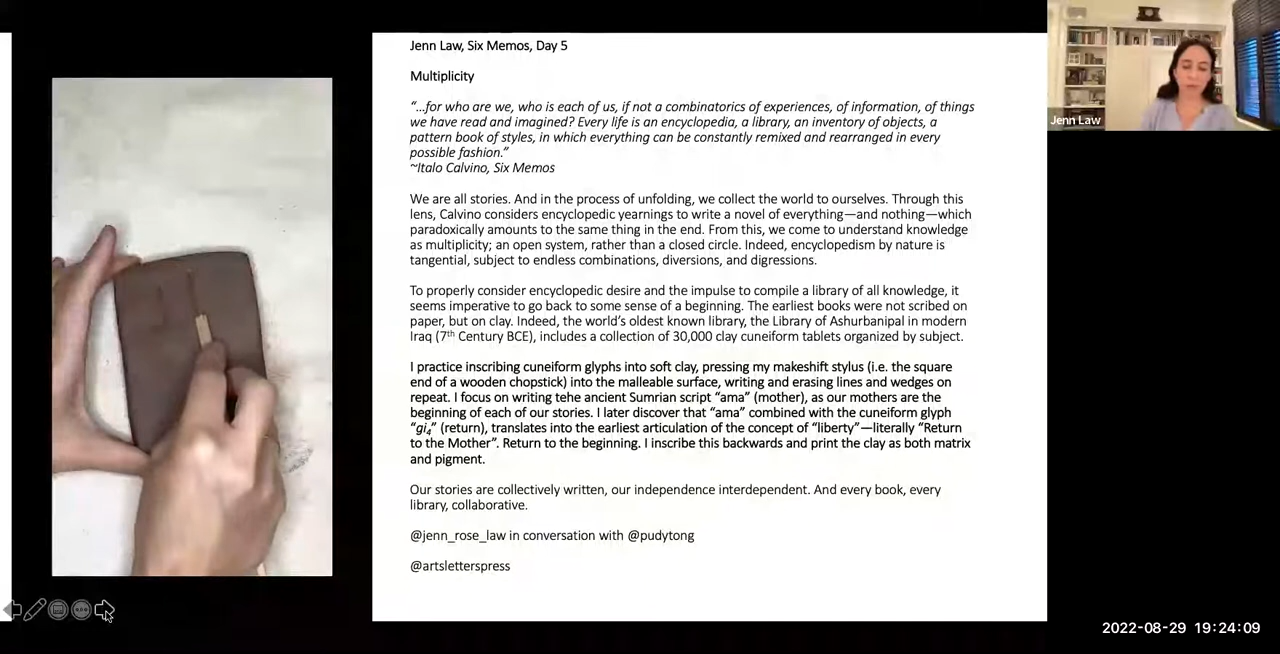 Jenn Law, Six Memos, Day 5
Multiplicity
“…for who are we, who is each of us, if not a combinatorics of experiences, of information, of things
we have read and imagined? Every life is an encyclopedia, a library, an inventory of objects, a
pattern book of styles, in which everything can be constantly remixed and rearranged in every
possible fashion.”
~Italo Calvino, Six Memos
We are all stories. And in the process of unfolding, we collect the world to ourselves. Through this
lens, Calvino considers encyclopedic yearnings to write a novel of everything—and nothing—which
paradoxically amounts to the same thing in the end. From this, we come to understand knowledge
as multiplicity; an open system, rather than a closed circle. Indeed, encyclopedism by nature is
tangential, subject to endless combinations, diversions, and digressions.
To properly consider encyclopedic desire and the impulse to compile a library of all knowledge, it
seems imperative to go back to some sense of a beginning. The earliest books were not scribed on
paper, but on clay. Indeed, the world’s oldest known library, the Library of Ashurbanipal in modern
Iraq (7th Century BCE), includes a collection of 30,000 clay cuneiform tablets organized by subject.
I practice inscribing cuneiform glyphs into soft clay, pressing my makeshift stylus (i.e. the square
end of a wooden chopstick) into the malleable surface, writing and erasing lines and wedges on
repeat. I focus on writing tehe ancient Sumrian script “ama” (mother), as our mothers are the
beginning of each of our stories. I later discover that “ama” combined with the cuneiform glyph
“gi4” (return), translates into the earliest articulation of the concept of “liberty”—literally “Return
to the Mother”. Return to the beginning. I inscribe this backwards and print the clay as both matrix
and pigment.
Our stories are collectively written, our independence interdependent. And every book, every
library, collaborative.
@jenn_rose_law in conversation with @pudytong
@artsletterspress
Jenn Law
2022-08-29 19:24:09